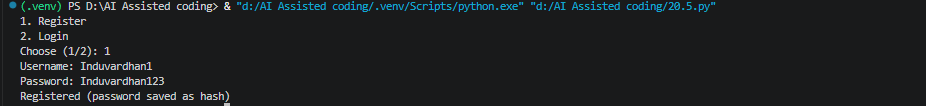 (.venv) PS D:\AI Assisted coding> & "d:/AI Assisted coding/.venv/Scripts/python.exe" "d:/AI Assisted coding/20.5.py"
1. Register
2. Login
Choose (1/2): 1
Username: Induvardhan1
Password: Induvardhan123
Registered (password saved as hash)